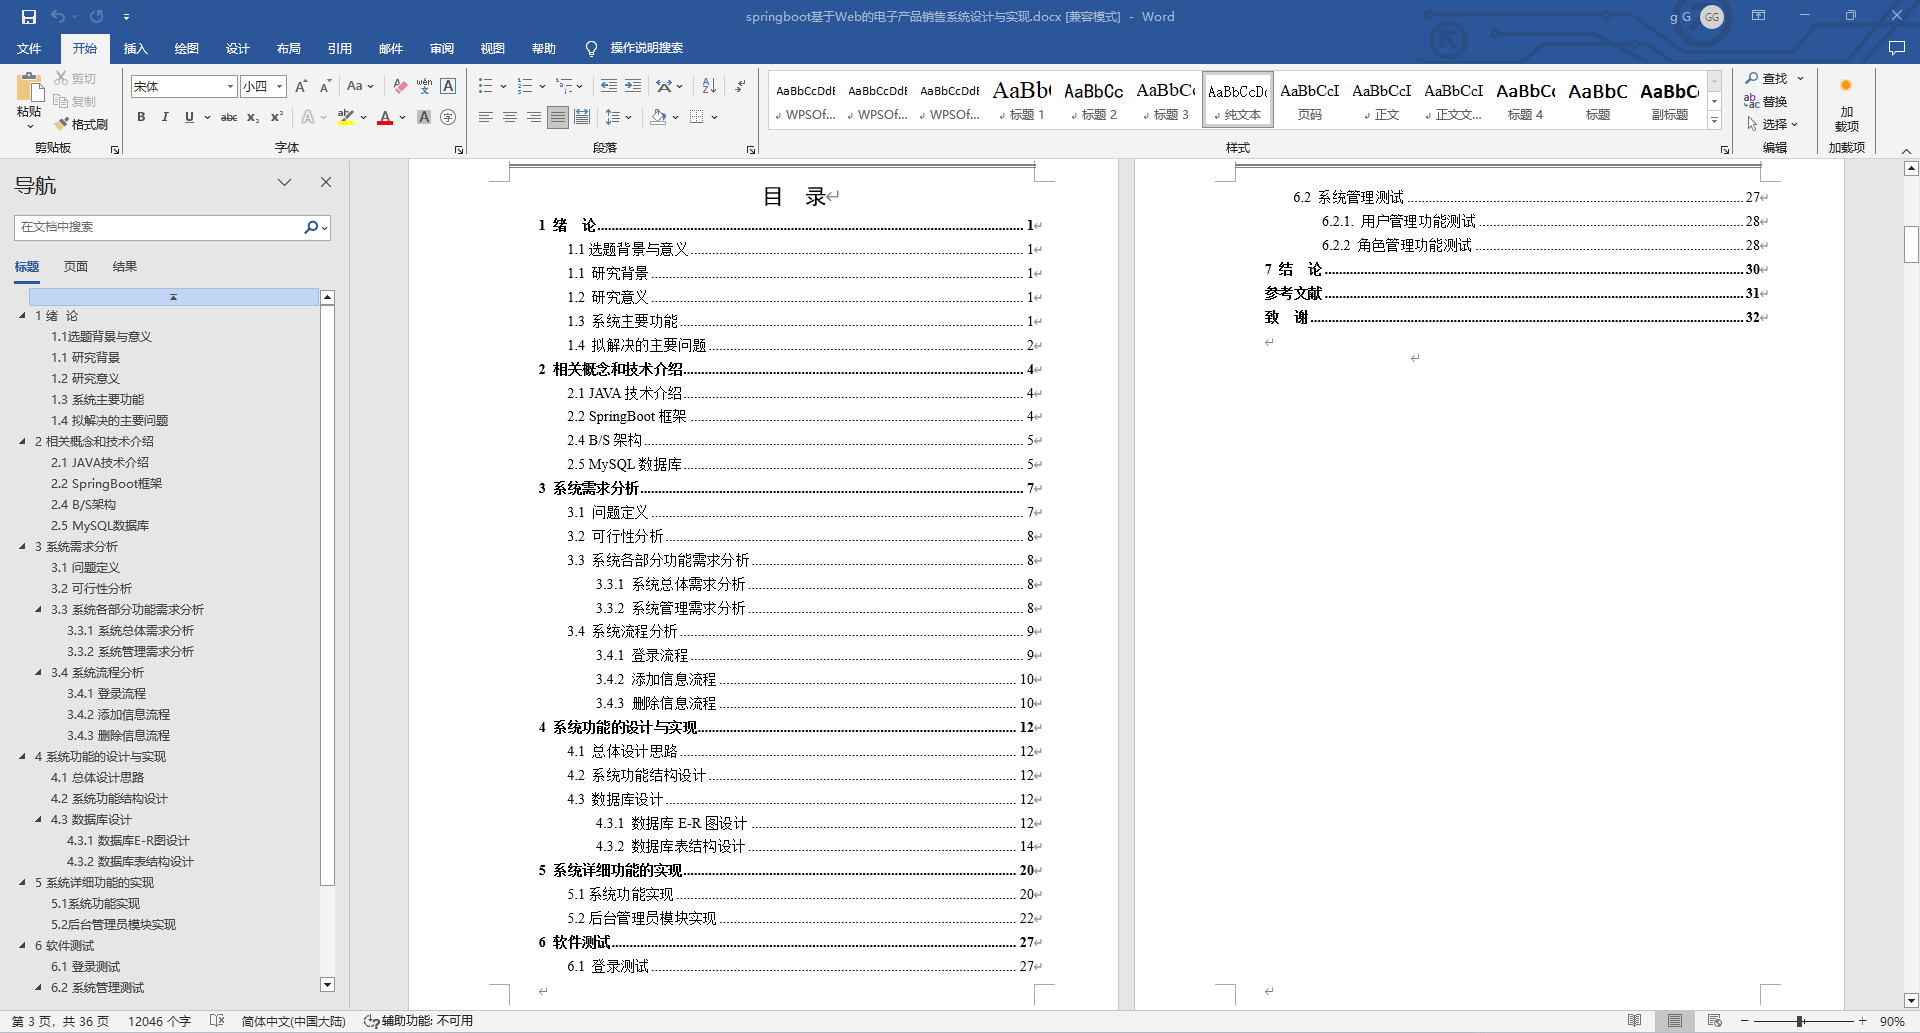 springboot基于Web的电子产品销售系统设计与实现.docx [兼容模式] - Word
g G GG
文件 开始 插入 绘图 设计 布局 引用 邮件 审阅 视图 帮助 操作说明搜索
粘贴 剪切 复制 格式刷
剪贴板
宋体 小四 Aa wén 文 A
B I U abc x₂ x² A ab A A 字
字体
段落
AaBbCcDdE AaBbCcDdE AaBbCcDdE AaBb( AaBbCc AaBbC AaBbCcDc AaBbCcI AaBbCcI AaBbCcI AaBbCc AaBbC AaBbC
WPSOf... WPSOf... WPSOf... 标题 1 标题 2 标题 3 纯文本 页码 正文 正文文... 标题 4 标题 副标题
样式
查找 替换 选择
编辑
加载项
加载项
导航
在文档中搜索
标题 页面 结果
1 绪 论
1.1选题背景与意义
1.1 研究背景
1.2 研究意义
1.3 系统主要功能
1.4 拟解决的主要问题
2 相关概念和技术介绍
2.1 JAVA技术介绍
2.2 SpringBoot框架
2.4 B/S架构
2.5 MySQL数据库
3 系统需求分析
3.1 问题定义
3.2 可行性分析
3.3 系统各部分功能需求分析
3.3.1 系统总体需求分析
3.3.2 系统管理需求分析
3.4 系统流程分析
3.4.1 登录流程
3.4.2 添加信息流程
3.4.3 删除信息流程
4 系统功能的设计与实现
4.1 总体设计思路
4.2 系统功能结构设计
4.3 数据库设计
4.3.1 数据库E-R图设计
4.3.2 数据库表结构设计
5 系统详细功能的实现
5.1系统功能实现
5.2后台管理员模块实现
6 软件测试
6.1 登录测试
6.2 系统管理测试
目 录
1 绪 论 1
1.1 选题背景与意义 1
1.1 研究背景 1
1.2 研究意义 1
1.3 系统主要功能 1
1.4 拟解决的主要问题 2
2 相关概念和技术介绍 4
2.1 JAVA 技术介绍 4
2.2 SpringBoot 框架 4
2.4 B/S 架构 5
2.5 MySQL 数据库 5
3 系统需求分析 7
3.1 问题定义 7
3.2 可行性分析 8
3.3 系统各部分功能需求分析 8
3.3.1 系统总体需求分析 8
3.3.2 系统管理需求分析 8
3.4 系统流程分析 9
3.4.1 登录流程 9
3.4.2 添加信息流程 10
3.4.3 删除信息流程 10
4 系统功能的设计与实现 12
4.1 总体设计思路 12
4.2 系统功能结构设计 12
4.3 数据库设计 12
4.3.1 数据库 E-R 图设计 12
4.3.2 数据库表结构设计 14
5 系统详细功能的实现 20
5.1 系统功能实现 20
5.2 后台管理员模块实现 22
6 软件测试 27
6.1 登录测试 27
6.2 系统管理测试 27
6.2.1. 用户管理功能测试 28
6.2.2 角色管理功能测试 28
7 结 论 30
参考文献 31
致 谢 32
第 3 页，共 36 页 12046 个字 简体中文(中国大陆) 辅助功能: 不可用 90%